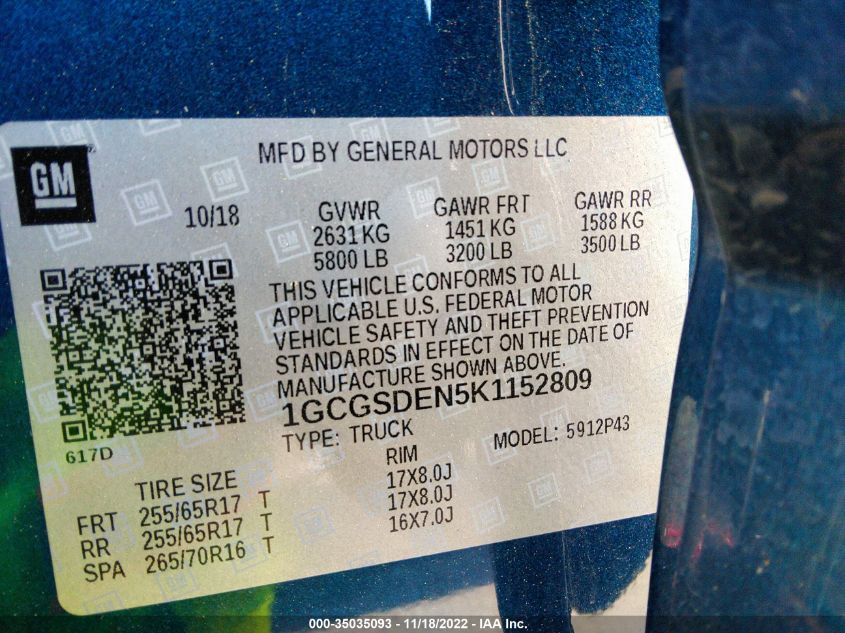 MFD BY GENERAL MOTORS LLC
GM
10/18
GVWR GAWR FRT GAWR RR
2631 KG 1451 KG 1588 KG
5800 LB 3200 LB 3500 LB
THIS VEHICLE CONFORMS TO ALL
APPLICABLE U.S. FEDERAL MOTOR
VEHICLE SAFETY AND THEFT PREVENTION
STANDARDS IN EFFECT ON THE DATE OF
MANUFACTURE SHOWN ABOVE.
1GCGSDEN5K1152809
TYPE: TRUCK MODEL: 5912P43
617D
TIRE SIZE RIM
FRT 255/65R17 T 17X8.0J
RR 255/65R17 T 17X8.0J
SPA 265/70R16 T 16X7.0J
000-35035093 - 11/18/2022 - IAA Inc.